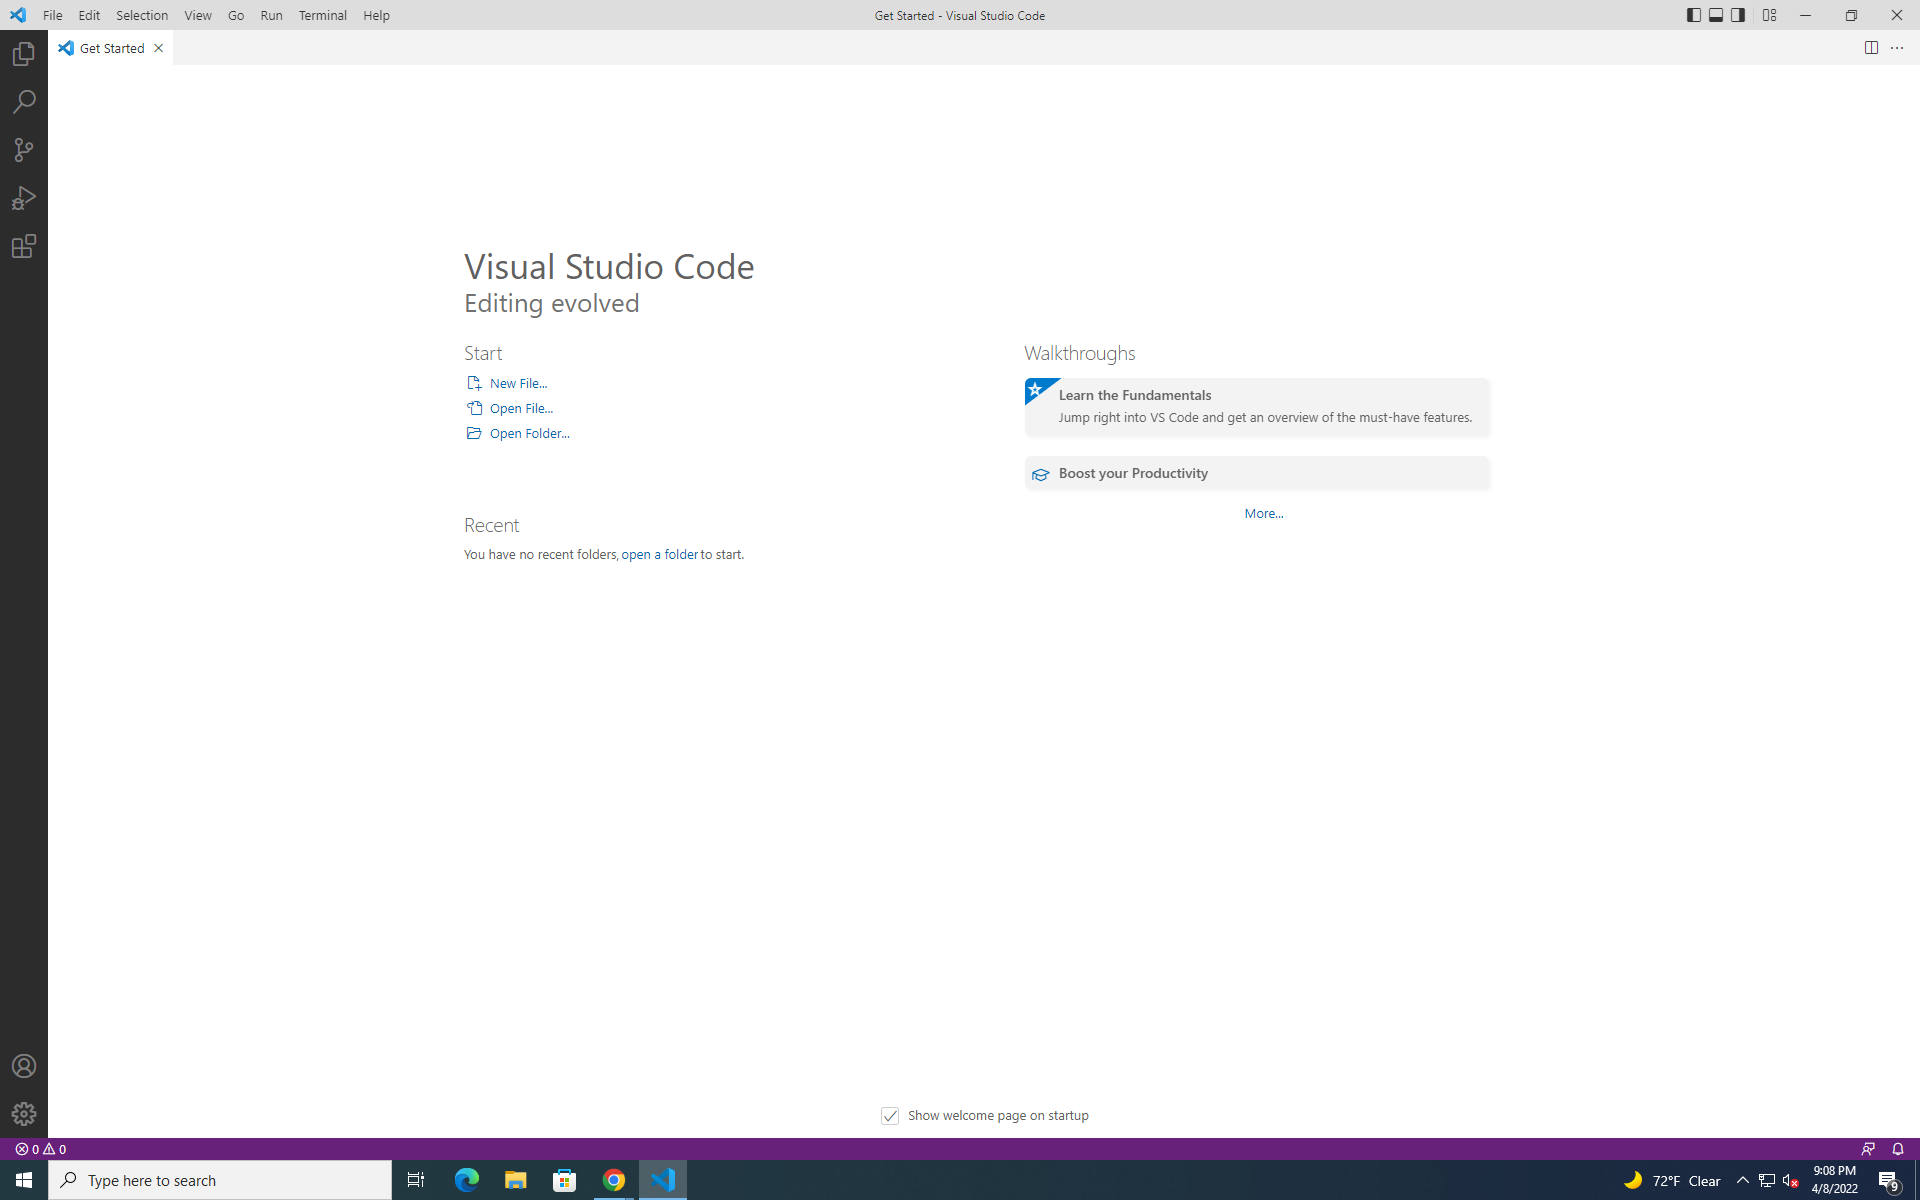 File Edit Selection View Go Run Terminal Help
Get Started - Visual Studio Code
Get Started
Visual Studio Code
Editing evolved
Start
New File...
Open File...
Open Folder...
Recent
You have no recent folders, open a folder to start.
Walkthroughs
Learn the Fundamentals
Jump right into VS Code and get an overview of the must-have features.
Boost your Productivity
More...
Show welcome page on startup
0 0
Type here to search
72°F Clear
9:08 PM
4/8/2022
9